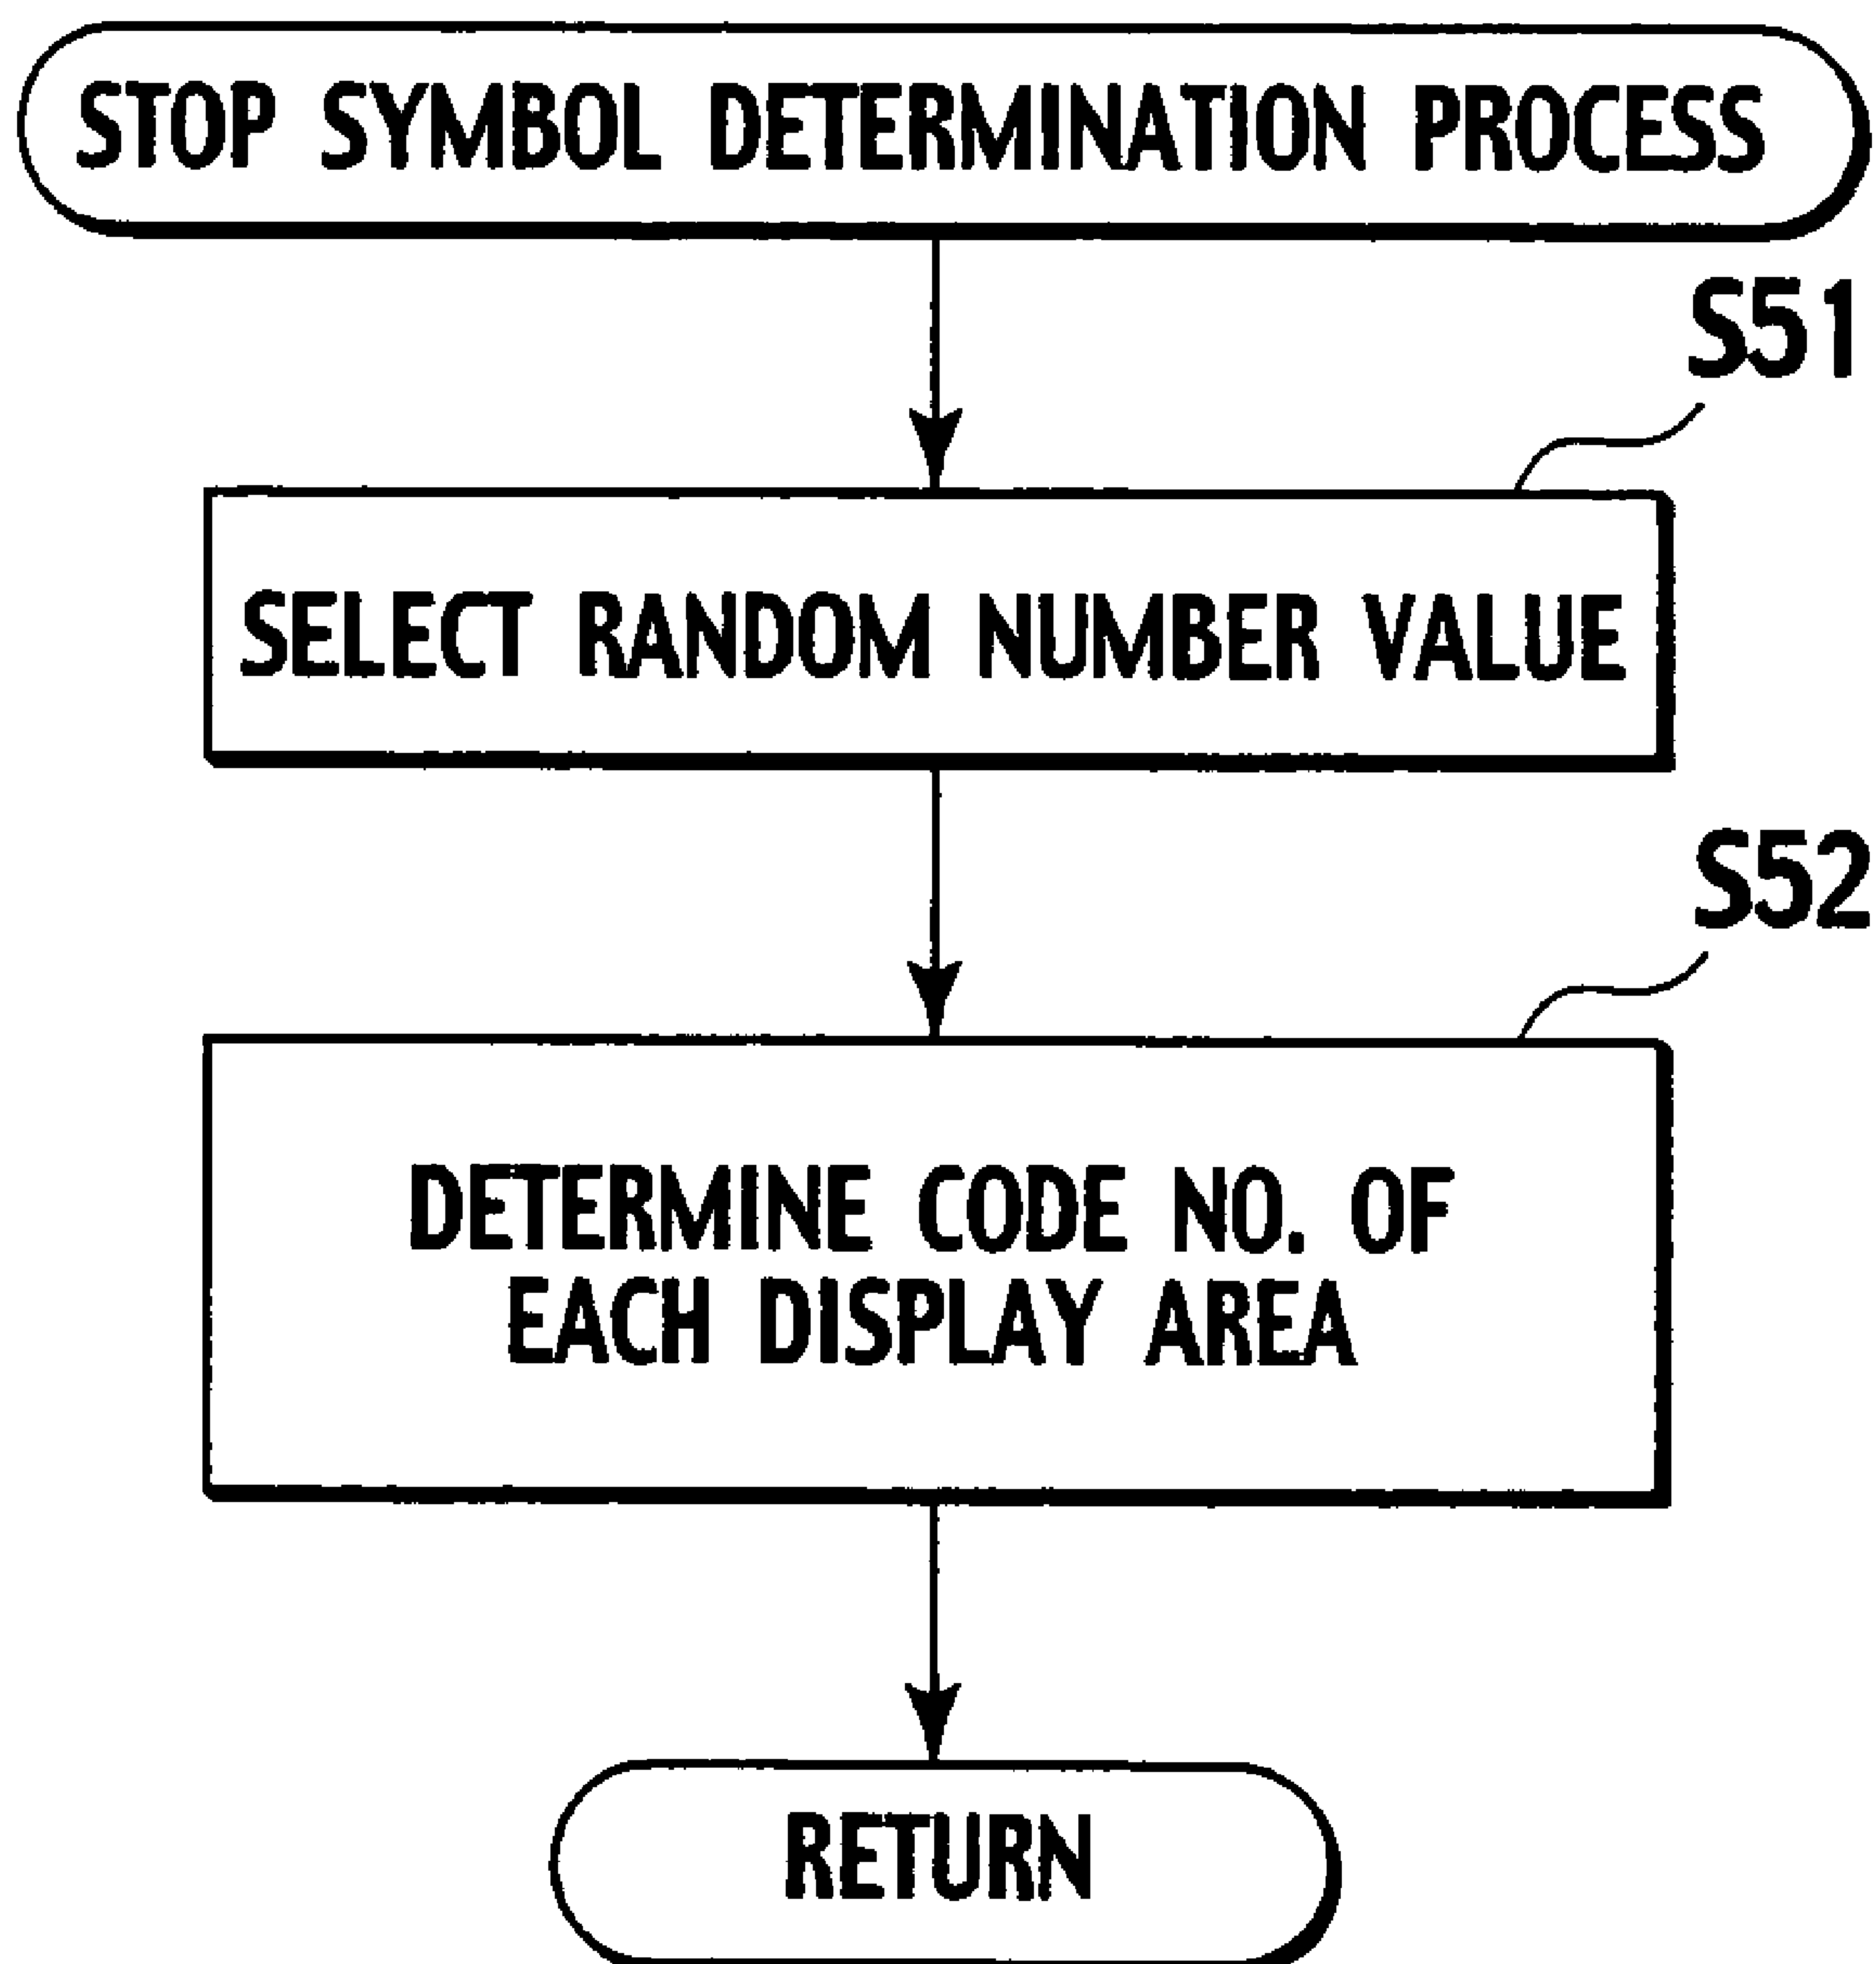 STOP SYMBOL DETERMINATION PROCESS
S51
SELECT RANDOM NUMBER VALUE
S52
DETERMINE CODE NO. OF
EACH DISPLAY AREA
RETURN